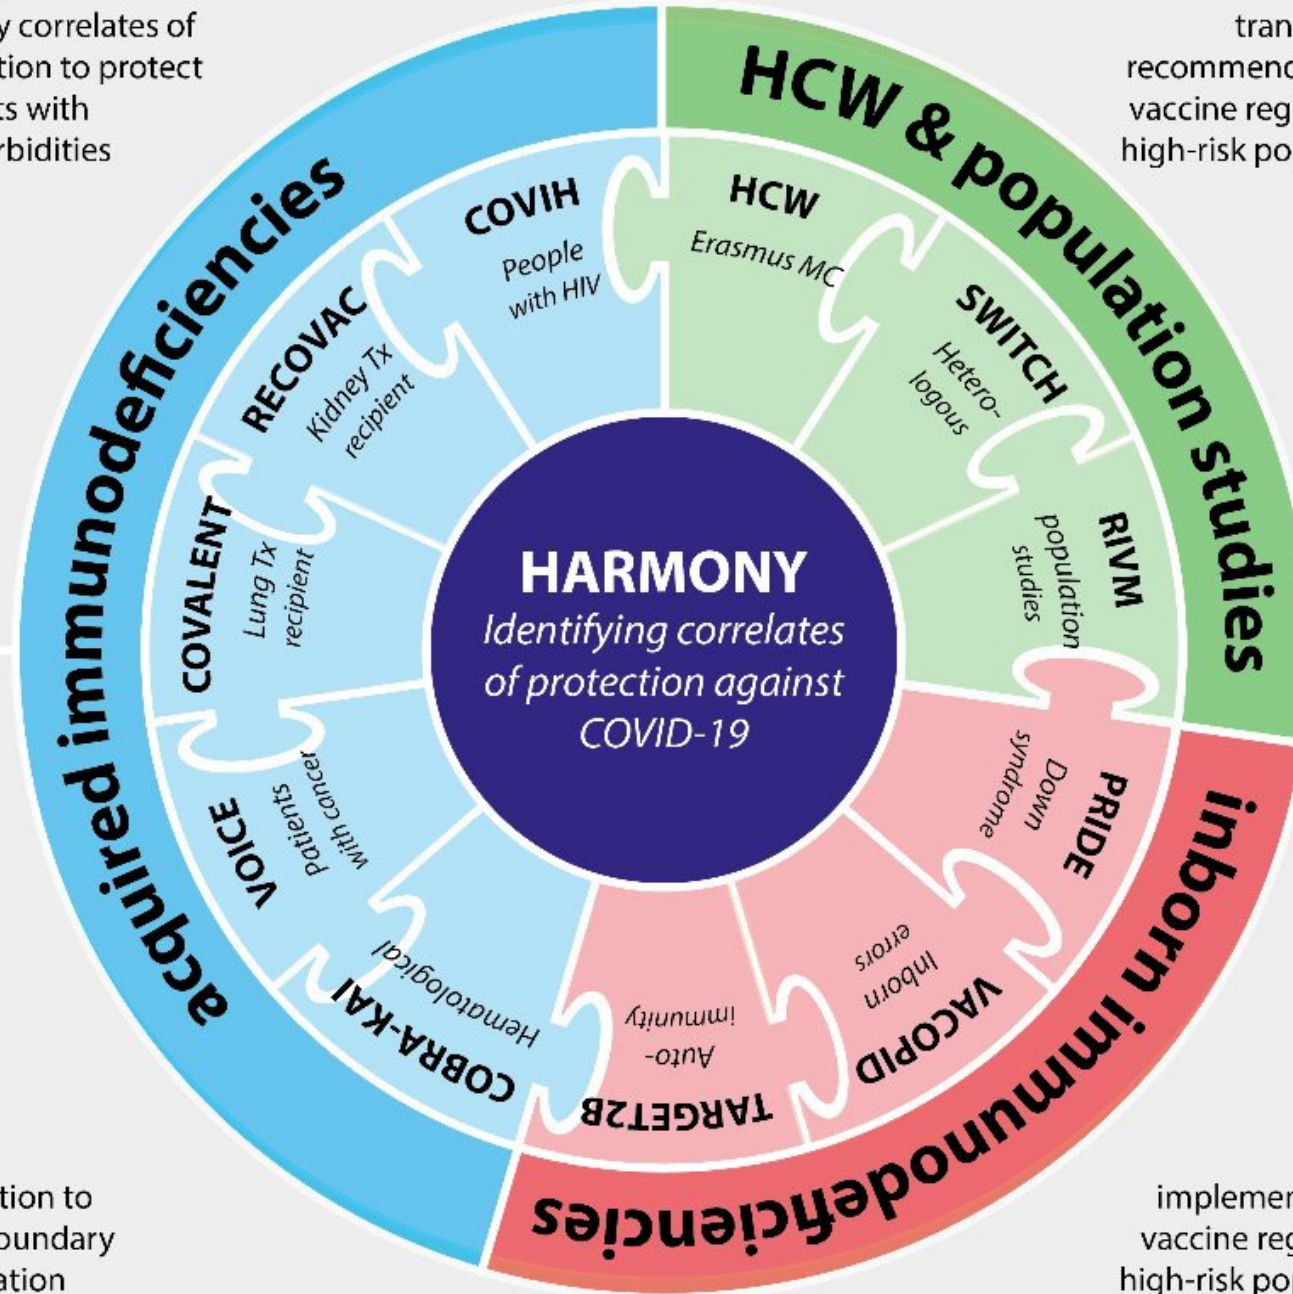 y correlates of
tion to protect
ts with
rbidities
tran
recommend
vaccine reg
high-risk po
HCW & population studies
HCW
Erasmus MC
SWITCH
Hetero-
logous
RIVM
population
studies
inborn immunodeficiencies
PRIDE
Down
syndrome
VACOPID
Inborn
errors
TARGET2B
Auto-
immunity
acquired immunodeficiencies
COBRA-KAI
Hematological
VOICE
Patients
with cancer
COVALENT
Lung Tx
recipient
RECOVAC
Kidney Tx
recipient
COVIH
People
with HIV
HARMONY
Identifying correlates
of protection against
COVID-19
tion to
oundary
ation
implemen
vaccine reg
high-risk po